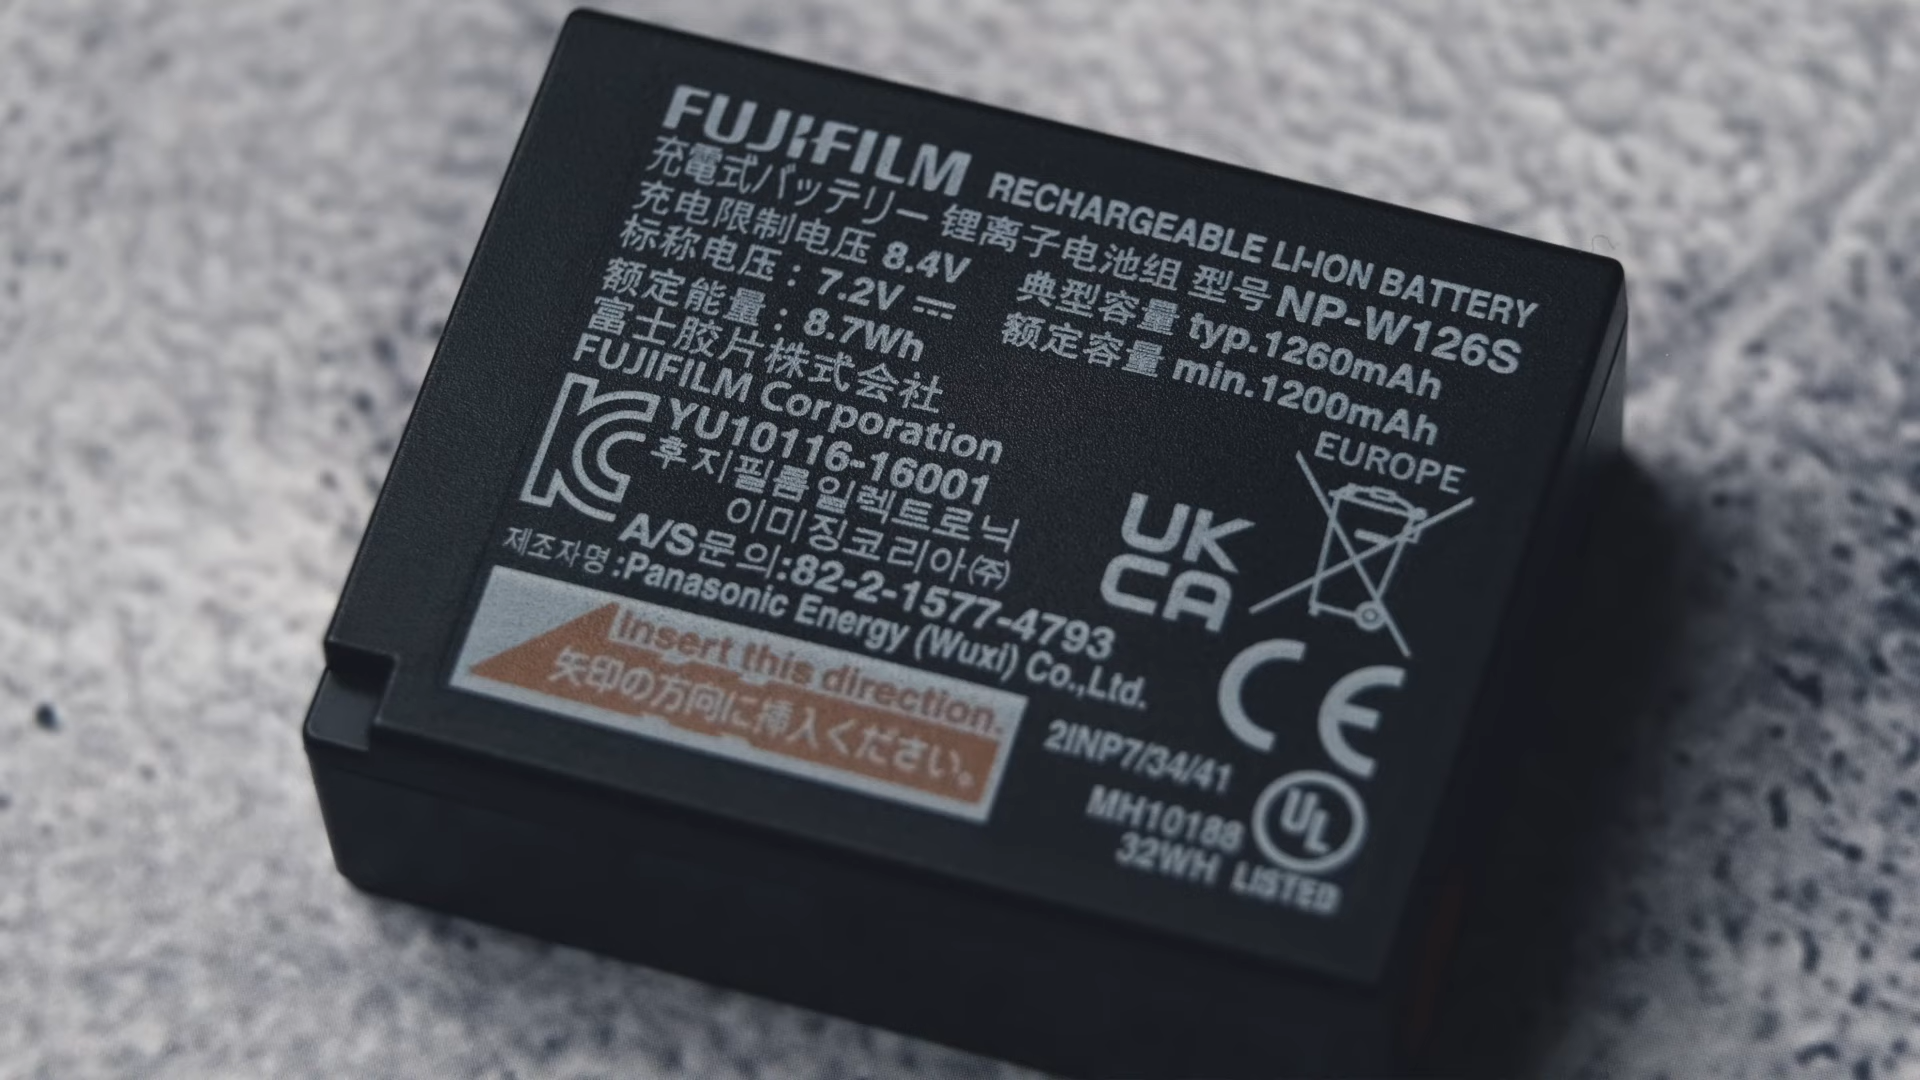 FUJIFILM RECHARGEABLE LI-ION BATTERY
充電式バッテリー 锂离子电池组 型号 NP-W126S
充电限制电压 8.4V 典型容量 typ.1260mAh
标称电压: 7.2V ⎓ 额定容量 min.1200mAh
额定能量: 8.7Wh
富士胶片株式会社
FUJIFILM Corporation
KC YU10116-16001
후지필름일렉트로닉
이미징코리아㈜
A/S문의:82-2-1577-4793
제조자명:Panasonic Energy (Wuxi) Co.,Ltd.
Insert this direction.
矢印の方向に挿入ください。
EUROPE
UK
CA
CE
2INP7/34/41
MH10188
32WH
UL
LISTED